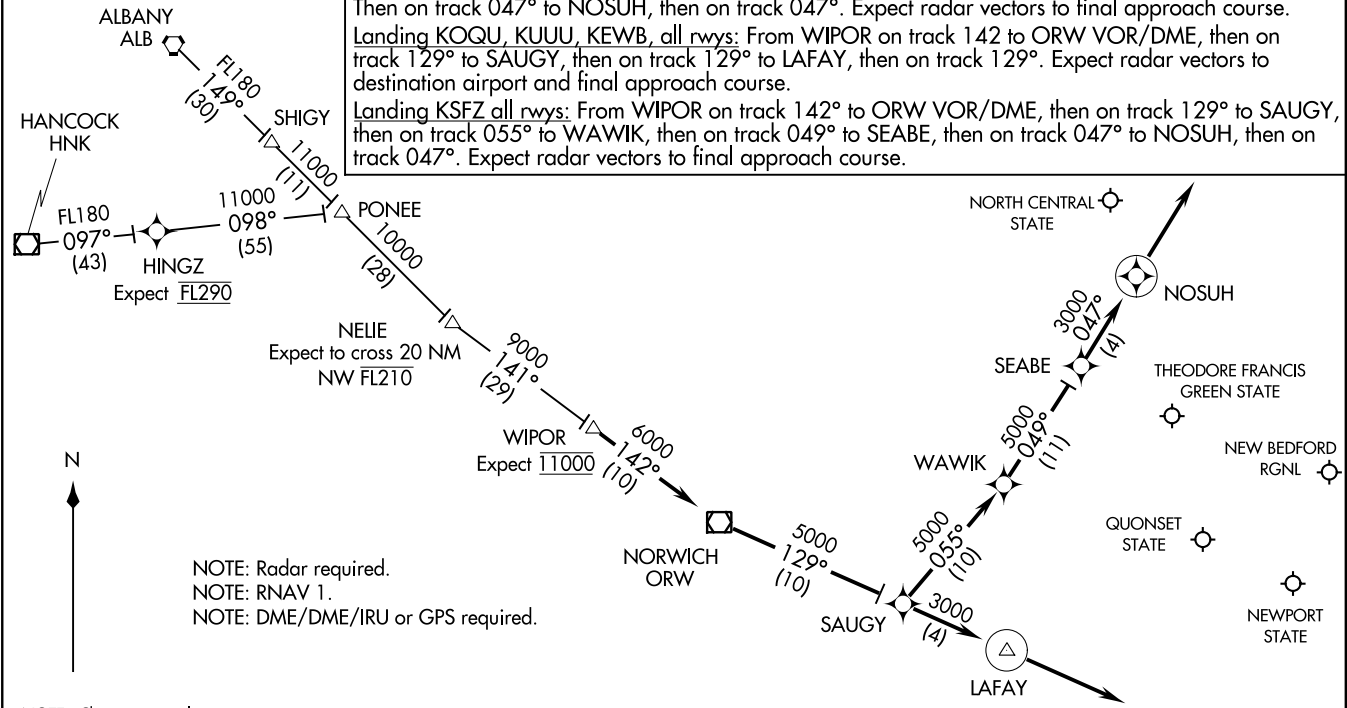 Then on track 047° to NOSUH, then on track 047°. Expect radar vectors to final approach course.
Landing KOQU, KUUU, KEWB, all rwys: From WIPOR on track 142 to ORW VOR/DME, then on
track 129° to SAUGY, then on track 129° to LAFAY, then on track 129°. Expect radar vectors to
destination airport and final approach course.
Landing KSFZ all rwys: From WIPOR on track 142° to ORW VOR/DME, then on track 129° to SAUGY,
then on track 055° to WAWIK, then on track 049° to SEABE, then on track 047° to NOSUH, then on
track 047°. Expect radar vectors to final approach course.
ALBANY
ALB
FL180
149°
(30)
SHIGY
11000
(11)
HANCOCK
HNK
FL180
097°
(43)
HINGZ
Expect FL290
11000
098°
(55)
PONEE
10000
(28)
NELIE
Expect to cross 20 NM
NW FL210
9000
141°
(29)
WIPOR
Expect 11000
6000
142°
(10)
NORWICH
ORW
5000
129°
(10)
SAUGY
3000
(4)
LAFAY
5000
055°
(10)
WAWIK
5000
049°
(11)
SEABE
3000
047°
(4)
NOSUH
NORTH CENTRAL
STATE
THEODORE FRANCIS
GREEN STATE
NEW BEDFORD
RGNL
QUONSET
STATE
NEWPORT
STATE
N
NOTE: Radar required.
NOTE: RNAV 1.
NOTE: DME/DME/IRU or GPS required.